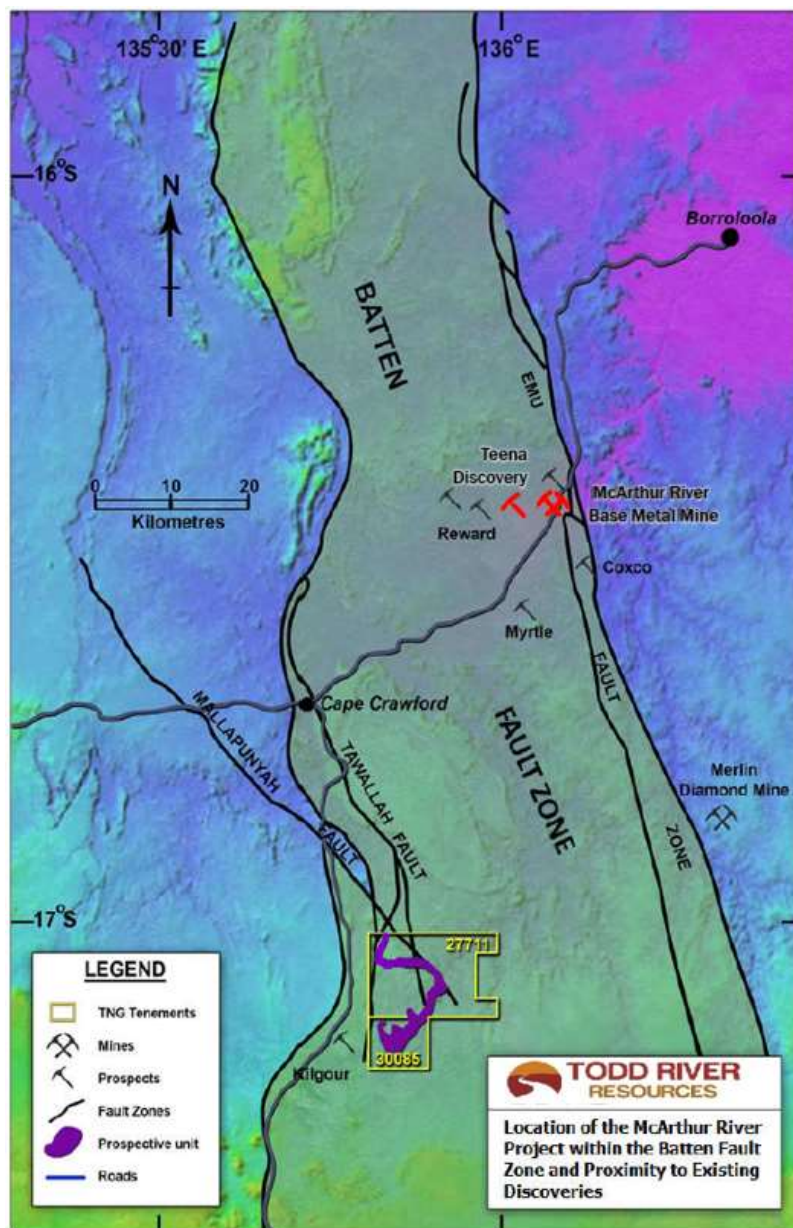 135°30' E
136°E
16°S
N
Borroloola
BATTEN
EMU
Teena
Discovery
0 10 20
Kilometres
McArthur River
Base Metal Mine
Reward
Coxco
Myrtle
FAULT
Cape Crawford
MALLAPUNYAH
TAWALLAH
FAULT ZONE
Merlin
Diamond Mine
FAULT
FAULT
ZONE
17°S
27711
30085
Kilgour
LEGEND
TNG Tenements
Mines
Prospects
Fault Zones
Prospective unit
Roads
TODD RIVER
RESOURCES
Location of the McArthur River
Project within the Batten Fault
Zone and Proximity to Existing
Discoveries